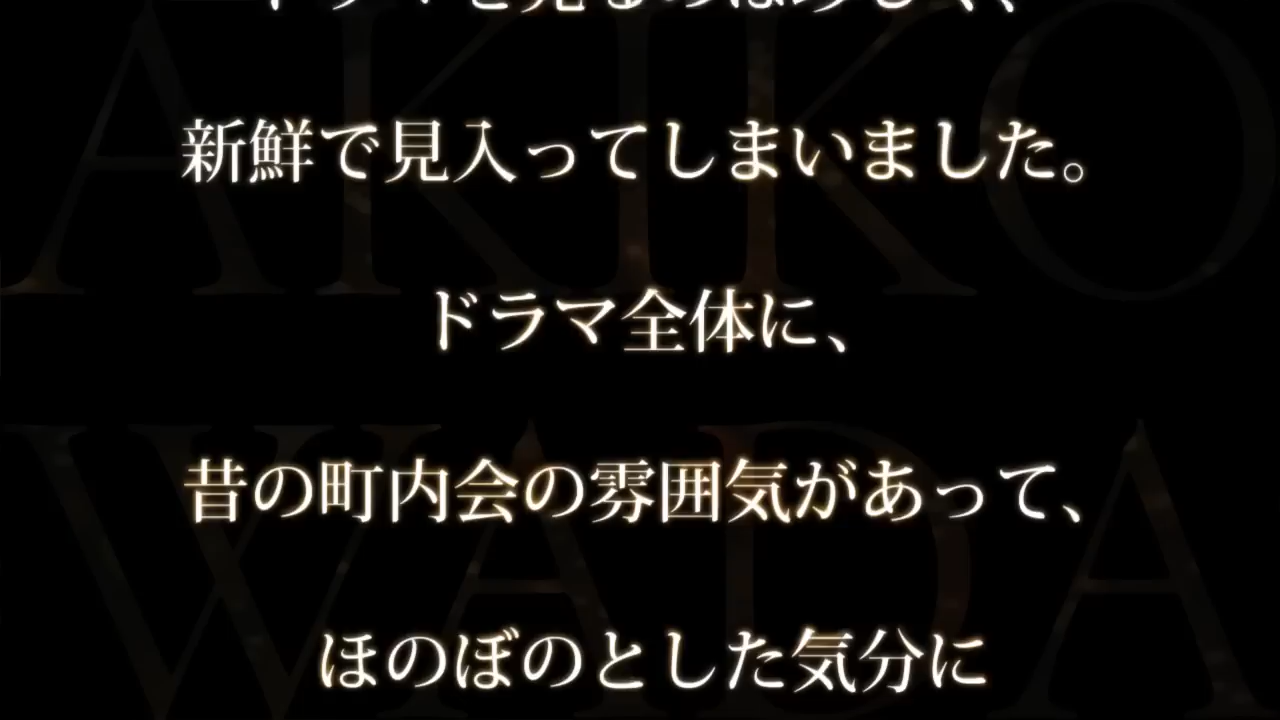 新鮮で見入ってしまいました。
ドラマ全体に、
昔の町内会の雰囲気があって、
ほのぼのとした気分に
AKIKO
WADA